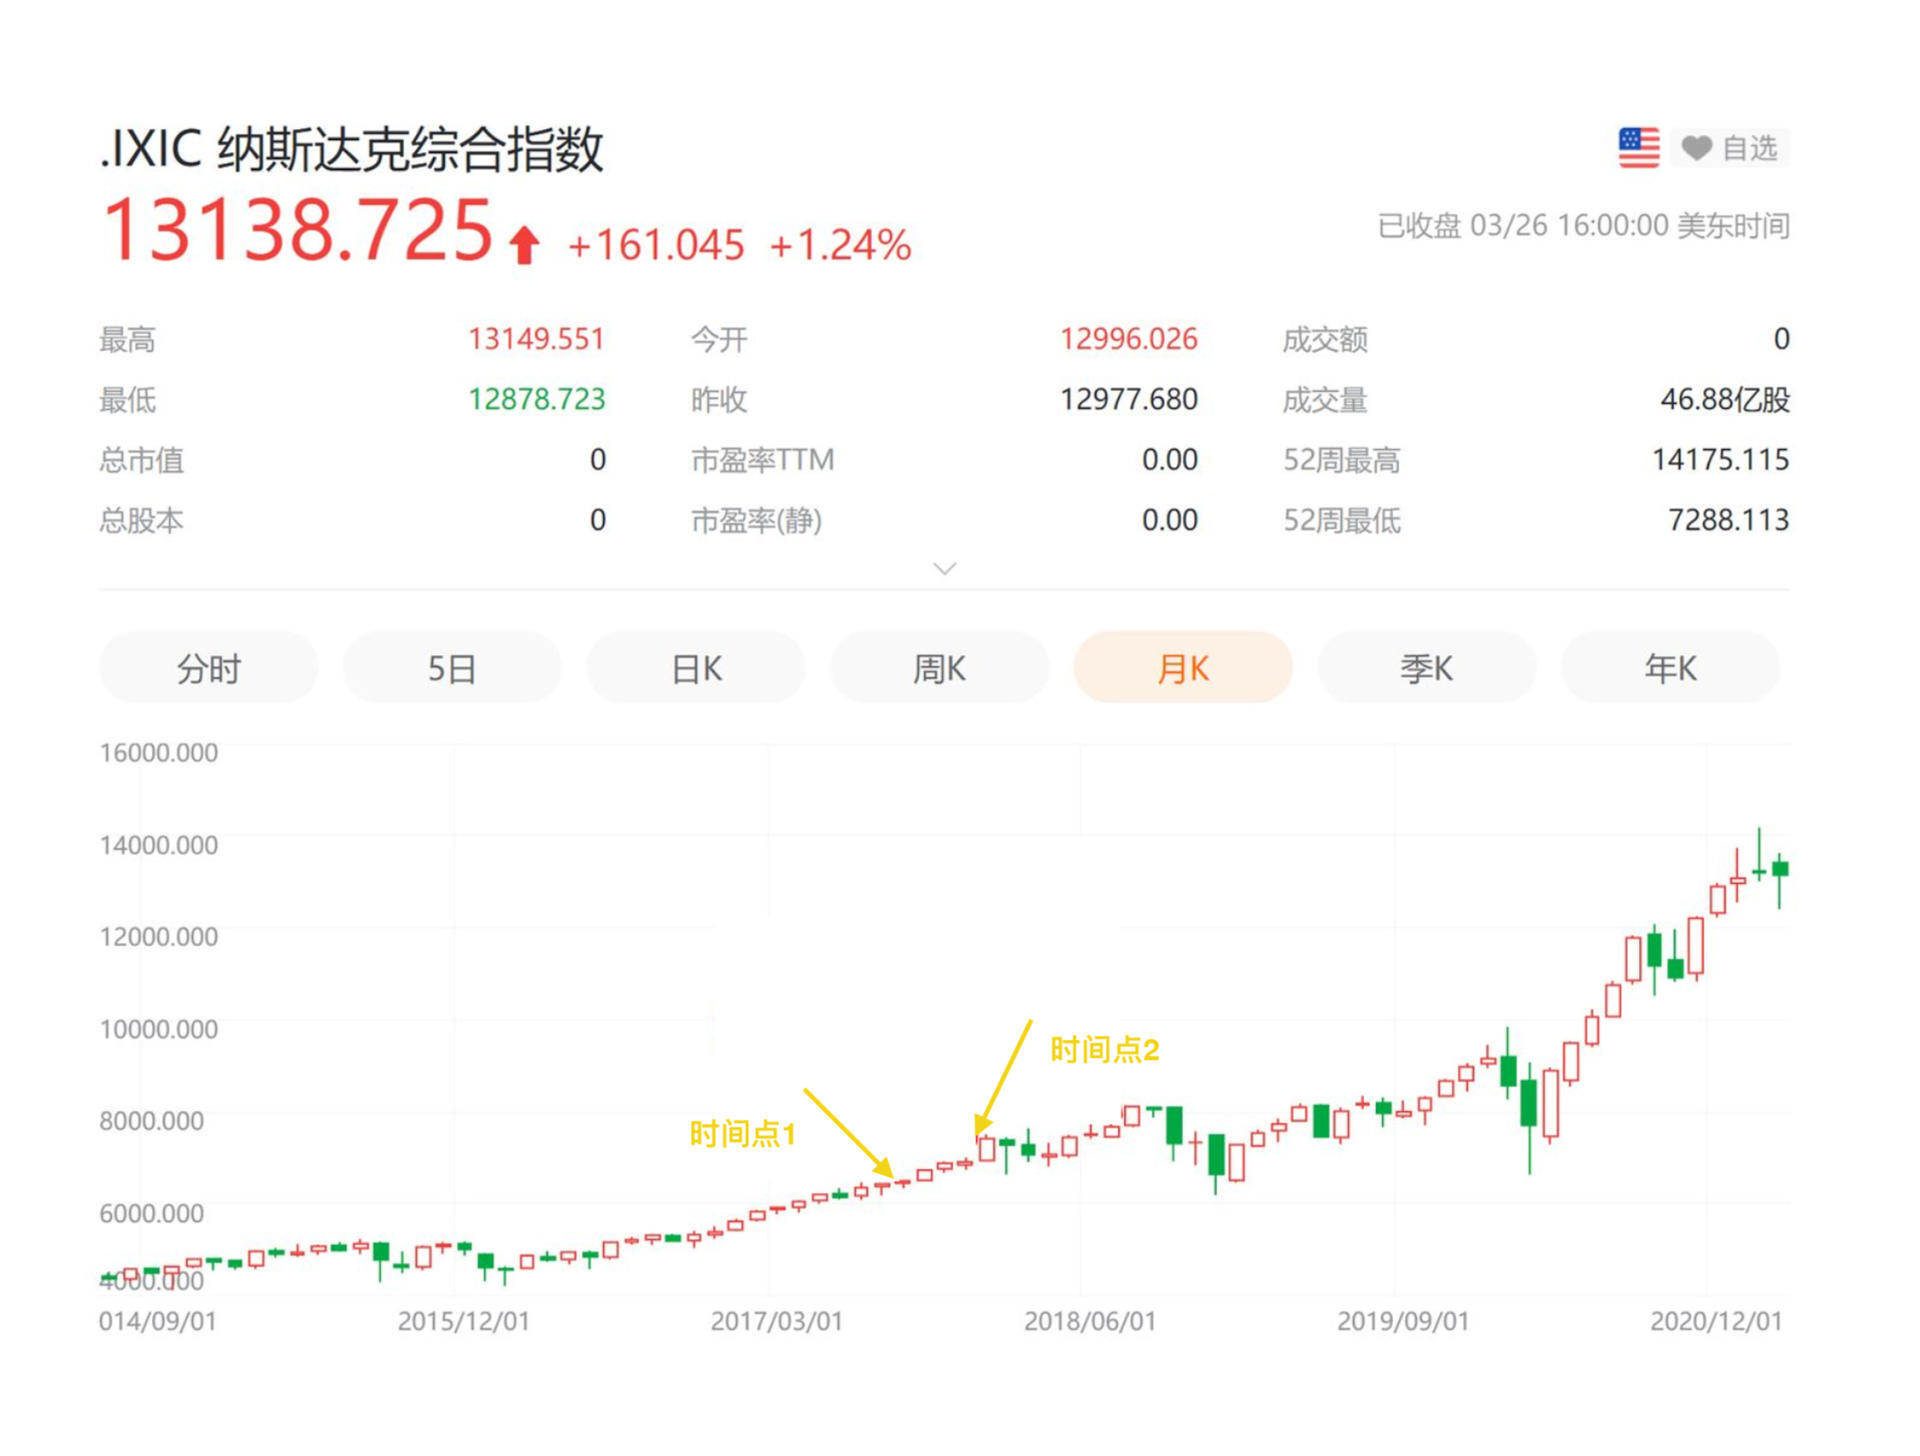 .IXIC 纳斯达克综合指数
自选
13138.725 +161.045 +1.24%
已收盘 03/26 16:00:00 美东时间
最高 13149.551 今开 12996.026 成交额 0
最低 12878.723 昨收 12977.680 成交量 46.88亿股
总市值 0 市盈率TTM 0.00 52周最高 14175.115
总股本 0 市盈率(静) 0.00 52周最低 7288.113
分时 5日 日K 周K 月K 季K 年K
16000.000
14000.000
12000.000
10000.000
时间点2
8000.000
时间点1
6000.000
4000.000
014/09/01 2015/12/01 2017/03/01 2018/06/01 2019/09/01 2020/12/01